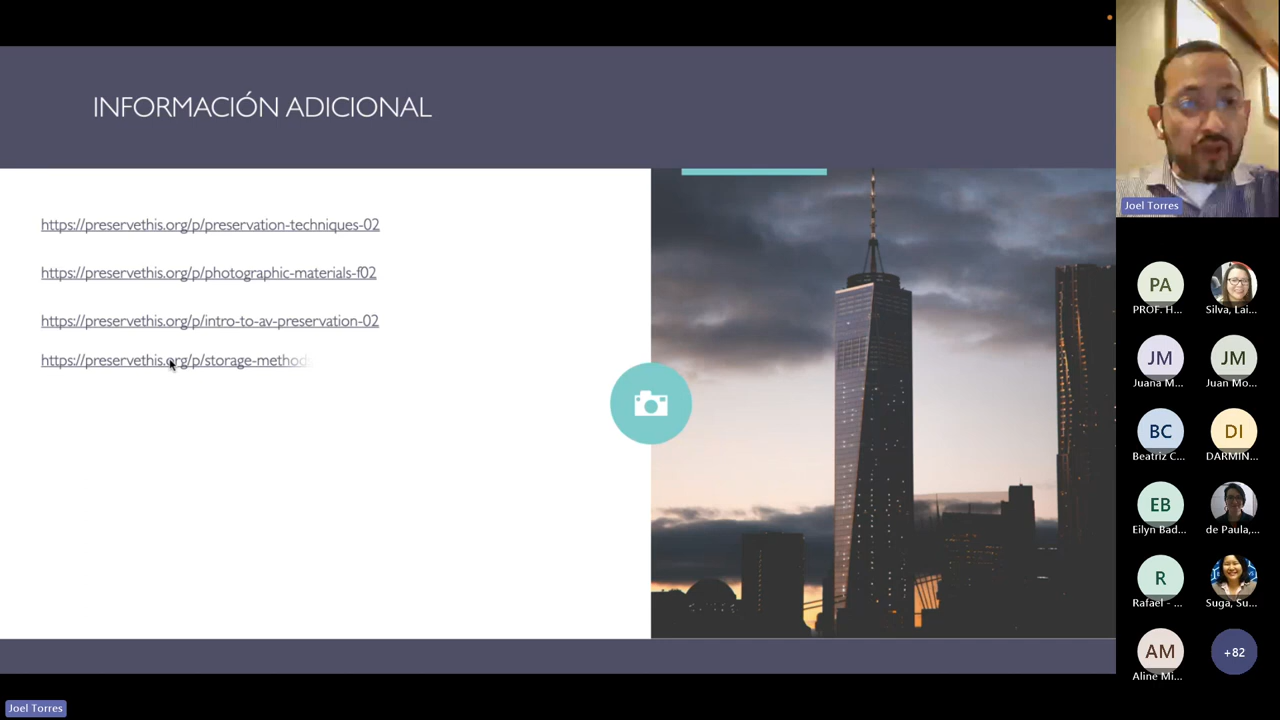 INFORMACIÓN ADICIONAL
https://preservethis.org/p/preservation-techniques-02
https://preservethis.org/p/photographic-materials-f02
https://preservethis.org/p/intro-to-av-preservation-02
https://preservethis.org/p/storage-method
Joel Torres
PA
PROF. H...
Silva, Lai...
JM
JM
Juana M...
Juan Mo...
BC
DI
Beatriz C...
DARMIN...
EB
Eilyn Bad...
de Paula,...
R
Rafael - ...
Suga, Su...
AM
+82
Aline Mi...
Joel Torres